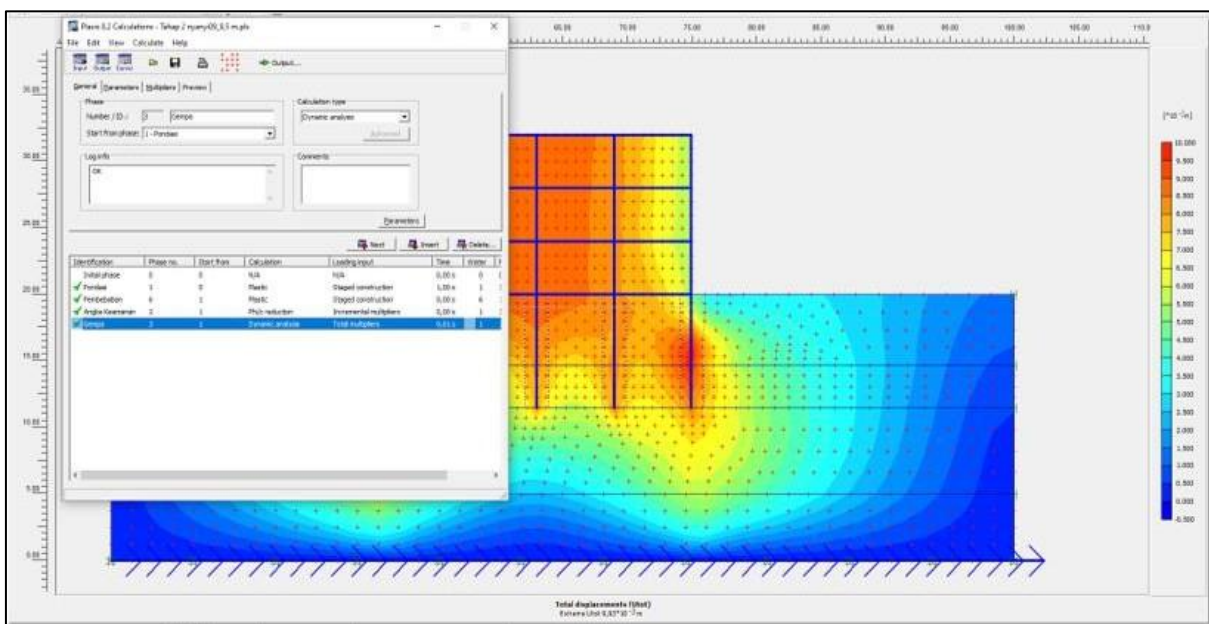 Plaxis 8.2 Calculations - Tahap 2
File Edit View Calculate Help
Input Output Curves Output...
General Parameters Multipliers Preview
Phase
Number / ID.: 3 Gempa
Start from phase: 1 - Pondasi
Calculation type
Dynamic analysis
Advanced
Log info
OK
Comments
Parameters
Next Insert Delete...
Identification Phase no. Start from Calculation Loading input Time Water
Initial phase 0 0 N/A N/A 0,00 s 0
Pondasi 1 0 Plastic Staged construction 1,00 s 1
Pembebanan 6 1 Plastic Staged construction 0,00 s 6
Angka Keamanan 2 1 Phi/c reduction Incremental multipliers 0,00 s 1
Gempa 3 1 Dynamic analysis Total multipliers 0,01 s 1
65.00 70.00 75.00 80.00 85.00 90.00 95.00 100.00 105.00 110.0
35.00
30.00
25.00
20.00
15.00
10.00
5.00
0.00
10.000
9.500
9.000
8.500
8.000
7.500
7.000
6.500
6.000
5.500
5.000
4.500
4.000
3.500
3.000
2.500
2.000
1.500
1.000
0.500
0.000
-0.500
Total displacements (Utot)